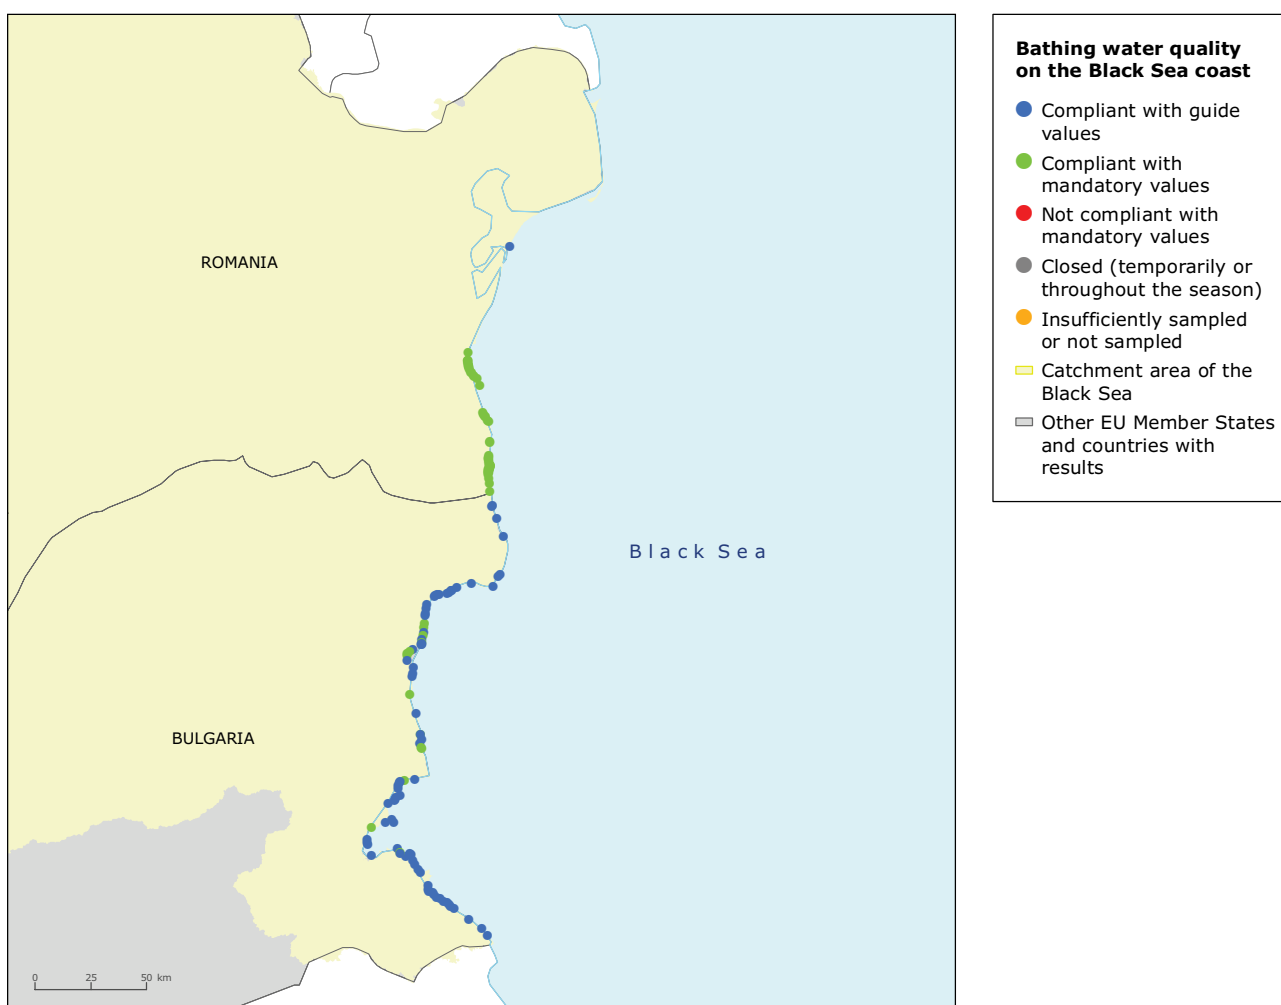 Bathing water quality
on the Black Sea coast
Compliant with guide
values
Compliant with
mandatory values
Not compliant with
mandatory values
Closed (temporarily or
throughout the season)
Insufficiently sampled
or not sampled
Catchment area of the
Black Sea
Other EU Member States
and countries with
results
ROMANIA
Black Sea
BULGARIA
0 25 50 km